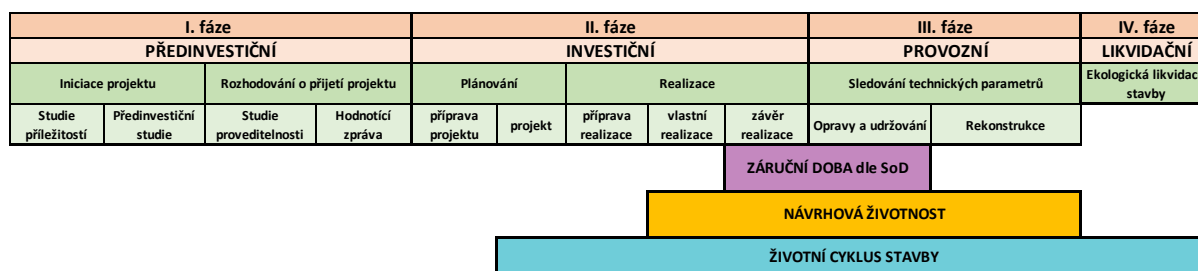 I. fáze II. fáze III. fáze IV. fáze
PŘEDINVESTIČNÍ INVESTIČNÍ PROVOZNÍ LIKVIDAČNÍ
Iniciace projektu Rozhodování o přijetí projektu Plánování Realizace Sledování technických parametrů Ekologická likvidac
stavby
Studie Předinvestiční Studie Hodnotící příprava projekt příprava vlastní závěr Opravy a udržování Rekonstrukce
příležitostí studie proveditelnosti zpráva projektu realizace realizace realizace
ZÁRUČNÍ DOBA dle SoD
NÁVRHOVÁ ŽIVOTNOST
ŽIVOTNÍ CYKLUS STAVBY